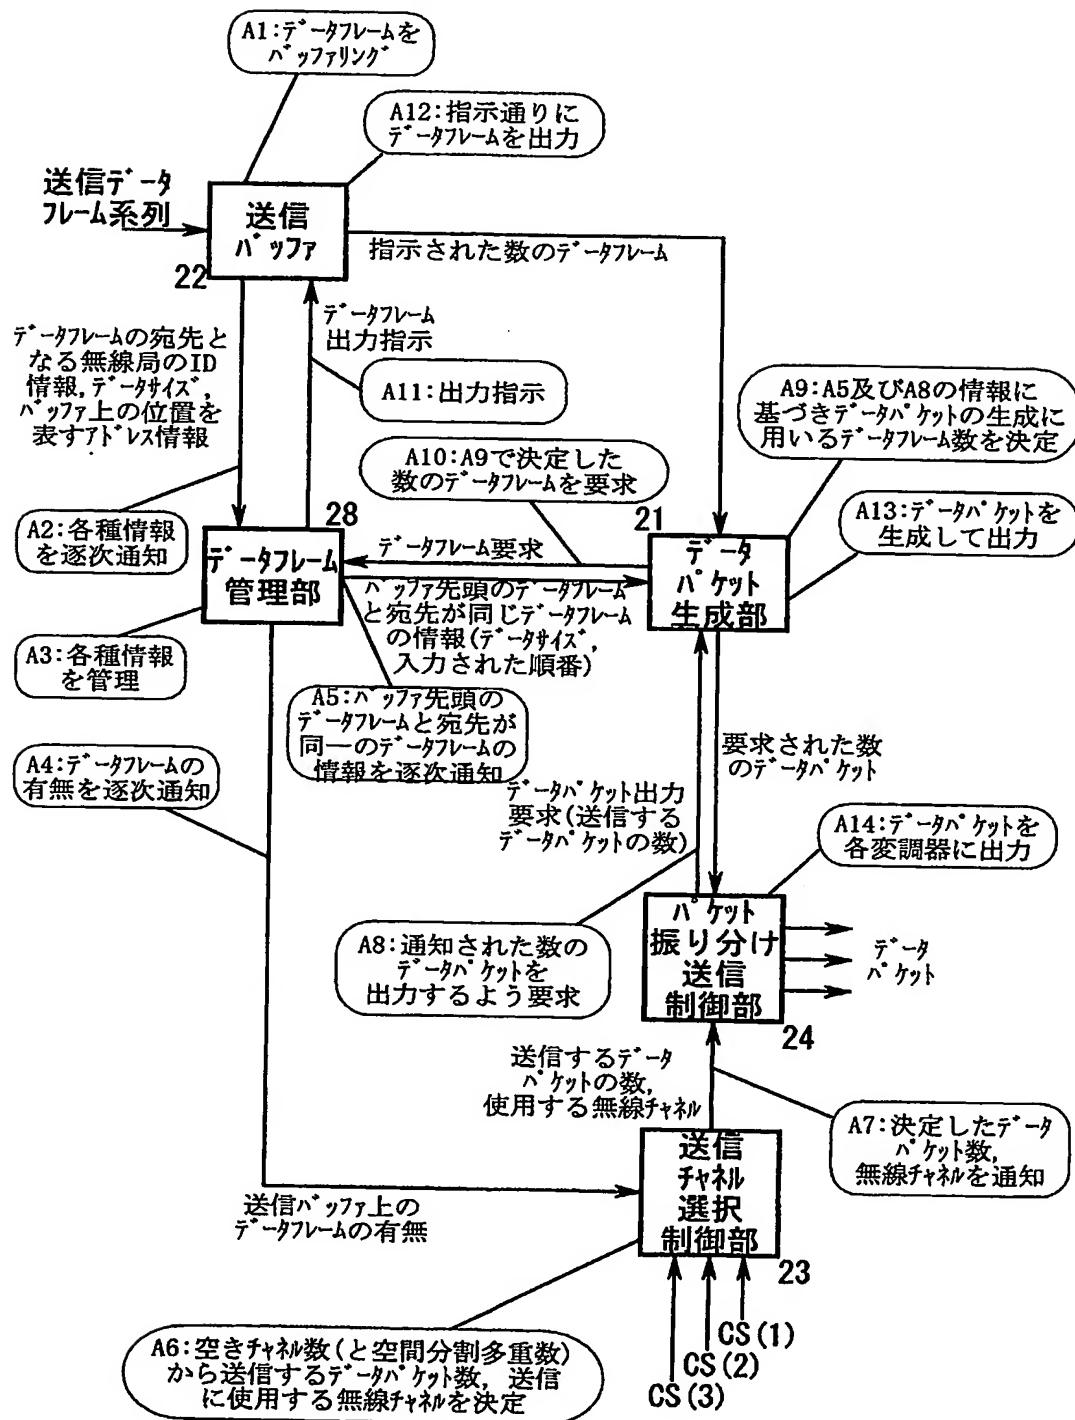 A1:データフレームを
バッファリング
A12:指示通りに
データフレームを出力
送信データ
フレーム系列
送信
バッファ
22
指示された数のデータフレーム
データフレームの宛先と
なる無線局のID
情報,データサイズ,
バッファ上の位置を
表すアドレス情報
データフレーム
出力指示
A11:出力指示
A9:A5及びA8の情報に
基づきデータパケットの生成に
用いるデータフレーム数を決定
A10:A9で決定した
数のデータフレームを要求
A2:各種情報
を逐次通知
28
データフレーム
管理部
データフレーム要求
21
データ
パケット
生成部
A13:データパケットを
生成して出力
バッファ先頭のデータフレーム
と宛先が同じデータフレーム
の情報(データサイズ,
入力された順番)
A3:各種情報
を管理
A5:バッファ先頭の
データフレームと宛先が
同一のデータフレームの
情報を逐次通知
A4:データフレームの
有無を逐次通知
要求された数
のデータパケット
データパケット出力
要求(送信する
データパケットの数)
A14:データパケットを
各変調器に出力
A8:通知された数の
データパケットを
出力するよう要求
パケット
振り分け
送信
制御部
24
データ
パケット
送信するデータ
パケットの数,
使用する無線チャネル
A7:決定したデータ
パケット数,
無線チャネルを通知
送信バッファ上の
データフレームの有無
送信
チャネル
選択
制御部
23
CS(1)
CS(2)
CS(3)
A6:空きチャネル数(と空間分割多重数)
から送信するデータパケット数, 送信
に使用する無線チャネルを決定